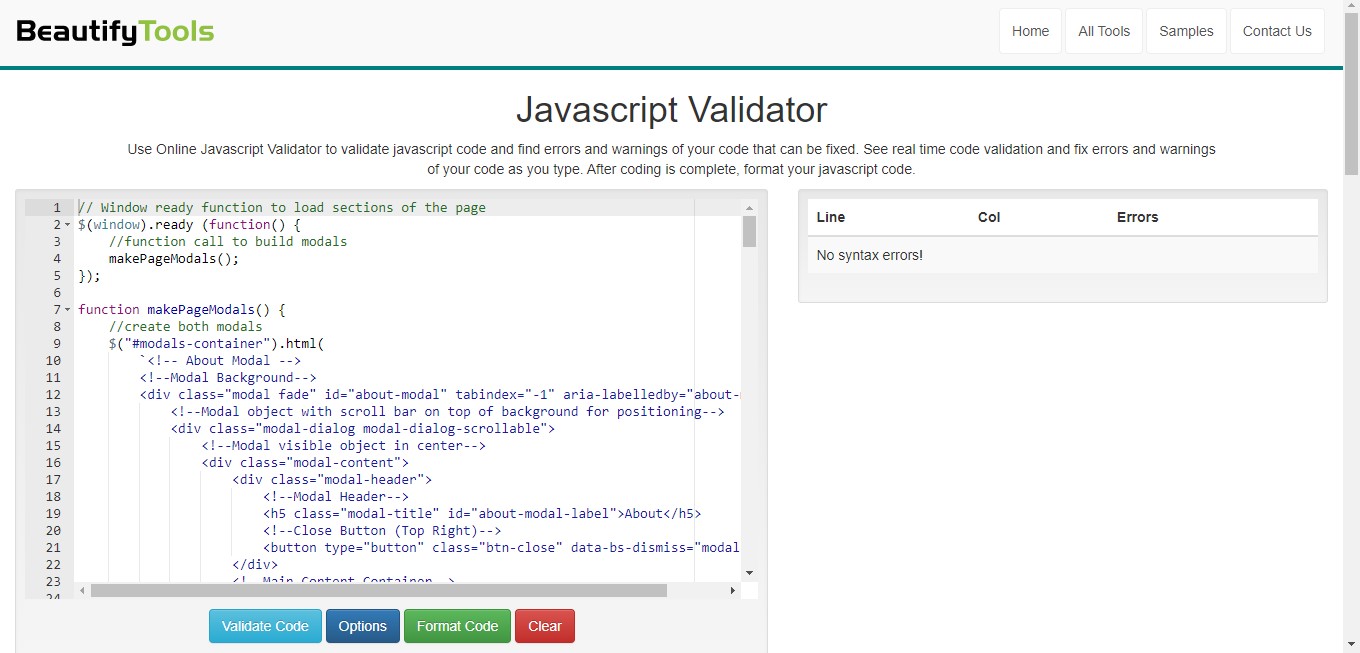 BeautifyTools
Home All Tools Samples Contact Us
Javascript Validator
Use Online Javascript Validator to validate javascript code and find errors and warnings of your code that can be fixed. See real time code validation and fix errors and warnings
of your code as you type. After coding is complete, format your javascript code.
1 // Window ready function to load sections of the page
2 $(window).ready (function() {
3 //function call to build modals
4 makePageModals();
5 });
6
7 function makePageModals() {
8 //create both modals
9 $("#modals-container").html(
10 `<!-- About Modal -->
11 <!--Modal Background-->
12 <div class="modal fade" id="about-modal" tabindex="-1" aria-labelledby="about-
13 <!--Modal object with scroll bar on top of background for positioning-->
14 <div class="modal-dialog modal-dialog-scrollable">
15 <!--Modal visible object in center-->
16 <div class="modal-content">
17 <div class="modal-header">
18 <!--Modal Header-->
19 <h5 class="modal-title" id="about-modal-label">About</h5>
20 <!--Close Button (Top Right)-->
21 <button type="button" class="btn-close" data-bs-dismiss="modal
22 </div>
23 <!--Main Content Container-->
24
Line Col Errors
No syntax errors!
Validate Code Options Format Code Clear